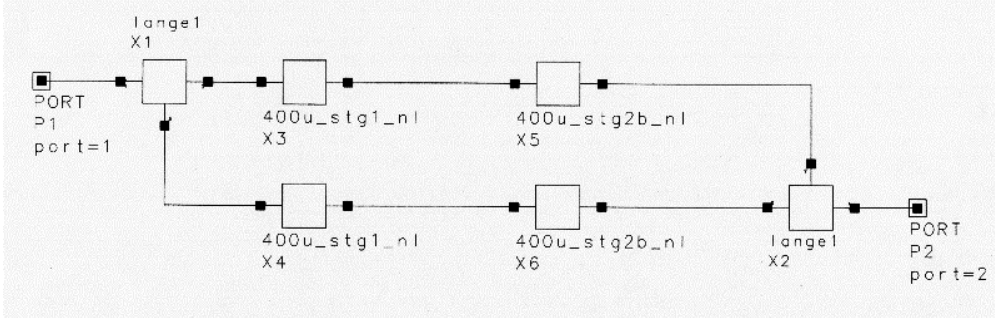 lange1
X1
PORT
P1
port=1
400u_stg1_nl
X3
400u_stg2b_nl
X5
400u_stg1_nl
X4
400u_stg2b_nl
X6
lange1
X2
PORT
P2
port=2